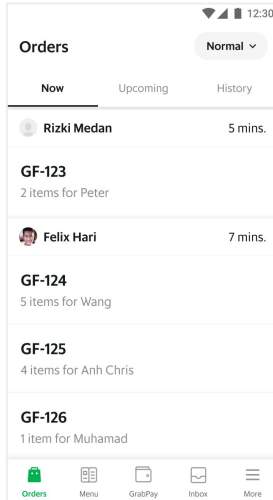 12:30
Orders
Normal
Now Upcoming History
Rizki Medan 5 mins.
GF-123
2 items for Peter
Felix Hari 7 mins.
GF-124
5 items for Wang
GF-125
4 items for Anh Chris
GF-126
1 item for Muhamad
Orders Menu GrabPay Inbox More